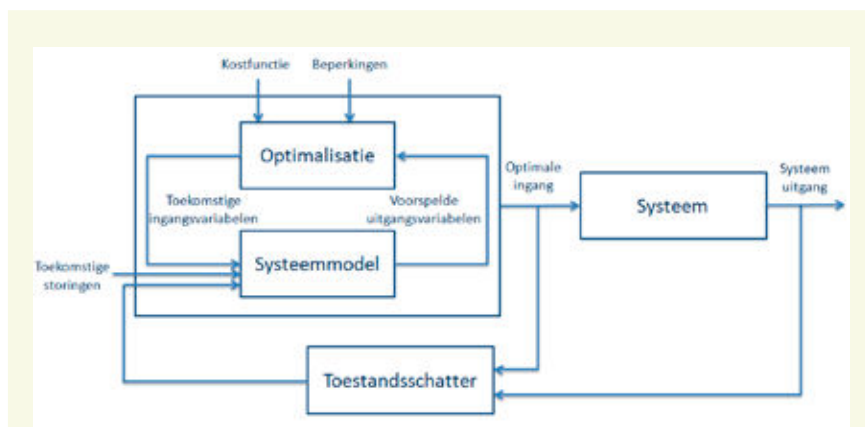 Kostfunctie
Beperkingen
Optimalisatie
Toekomstige
ingangsvariabelen
Voorspelde
uitgangsvariabelen
Optimale
ingang
Systeem
uitgang
Systeem
Toekomstige
storingen
Systeemmodel
Toestandsschatter